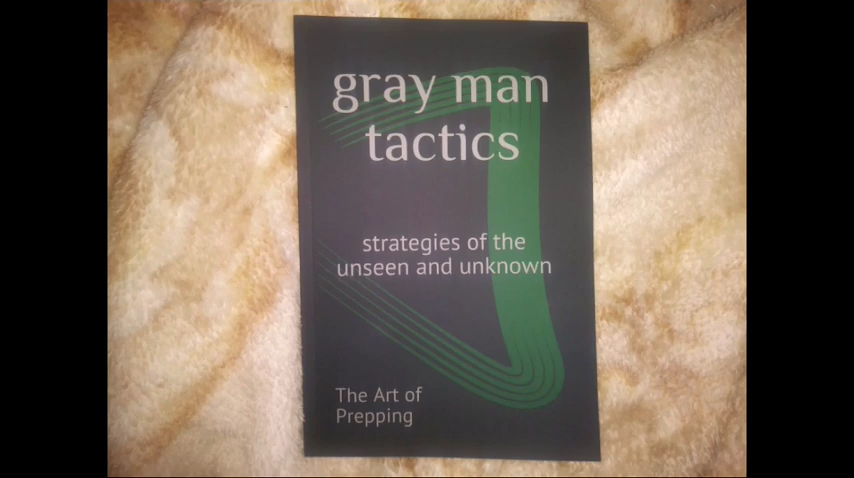 gray man
tactics
strategies of the
unseen and unknown
The Art of
Prepping